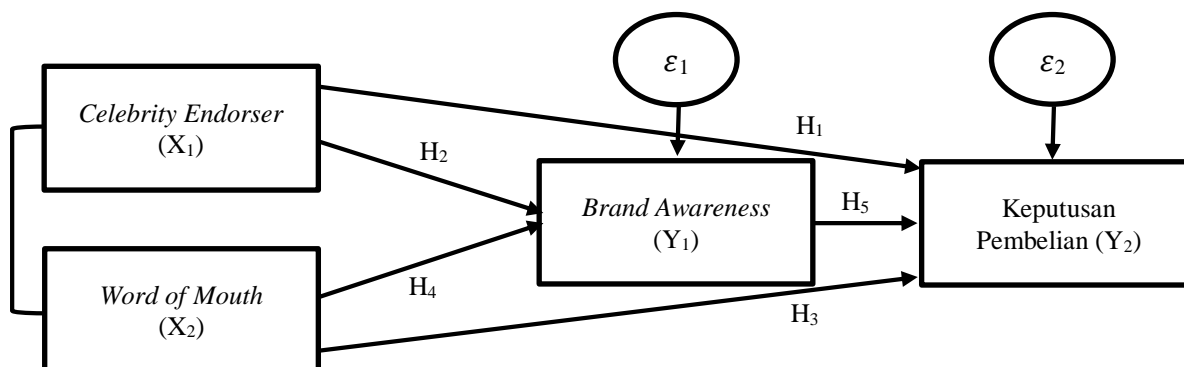 ε1
ε2
Celebrity Endorser
(X1)
H1
H2
Brand Awareness
(Y1)
H5
Keputusan
Pembelian (Y2)
H4
Word of Mouth
(X2)
H3